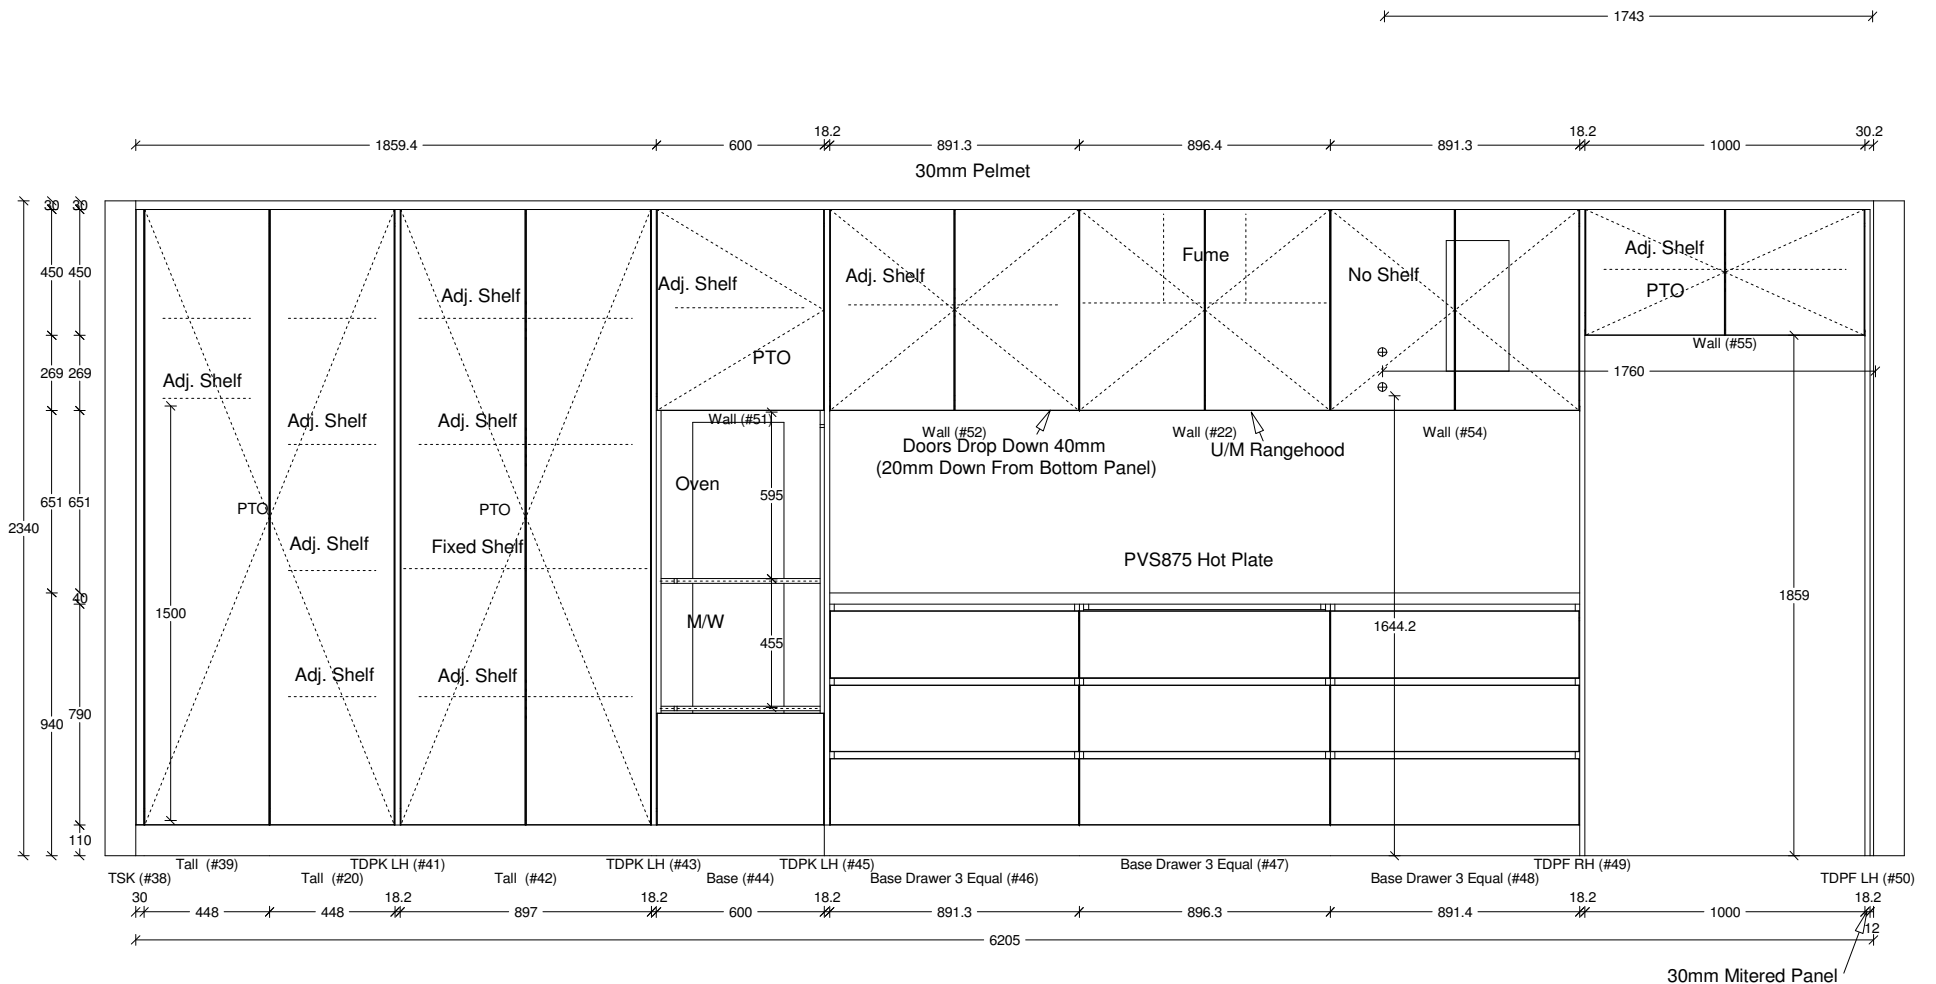 1743
18.2
18.2
30.2
1859.4
600
891.3
896.4
891.3
1000
30mm Pelmet
30
30
450
450
269
269
651
651
2340
40
940
790
110
Adj. Shelf
Adj. Shelf
Adj. Shelf
Adj. Shelf
PTO
1500
Adj. Shelf
Adj. Shelf
PTO
Fixed Shelf
Adj. Shelf
Adj. Shelf
PTO
Wall (#51)
Oven
595
M/W
455
Adj. Shelf
Fume
No Shelf
Adj. Shelf
PTO
Wall (#55)
1760
Wall (#52)
Wall (#22)
Wall (#54)
Doors Drop Down 40mm
(20mm Down From Bottom Panel)
U/M Rangehood
PVS875 Hot Plate
1644.2
1859
Tall (#39)
TDPK LH (#41)
TDPK LH (#43)
TDPK LH (#45)
Base Drawer 3 Equal (#47)
TDPF RH (#49)
TSK (#38)
Tall (#20)
Tall (#42)
Base (#44)
Base Drawer 3 Equal (#46)
Base Drawer 3 Equal (#48)
TDPF LH (#50)
30
18.2
18.2
18.2
18.2
18.2
448
448
897
600
891.3
896.3
891.4
1000
12
6205
30mm Mitered Panel